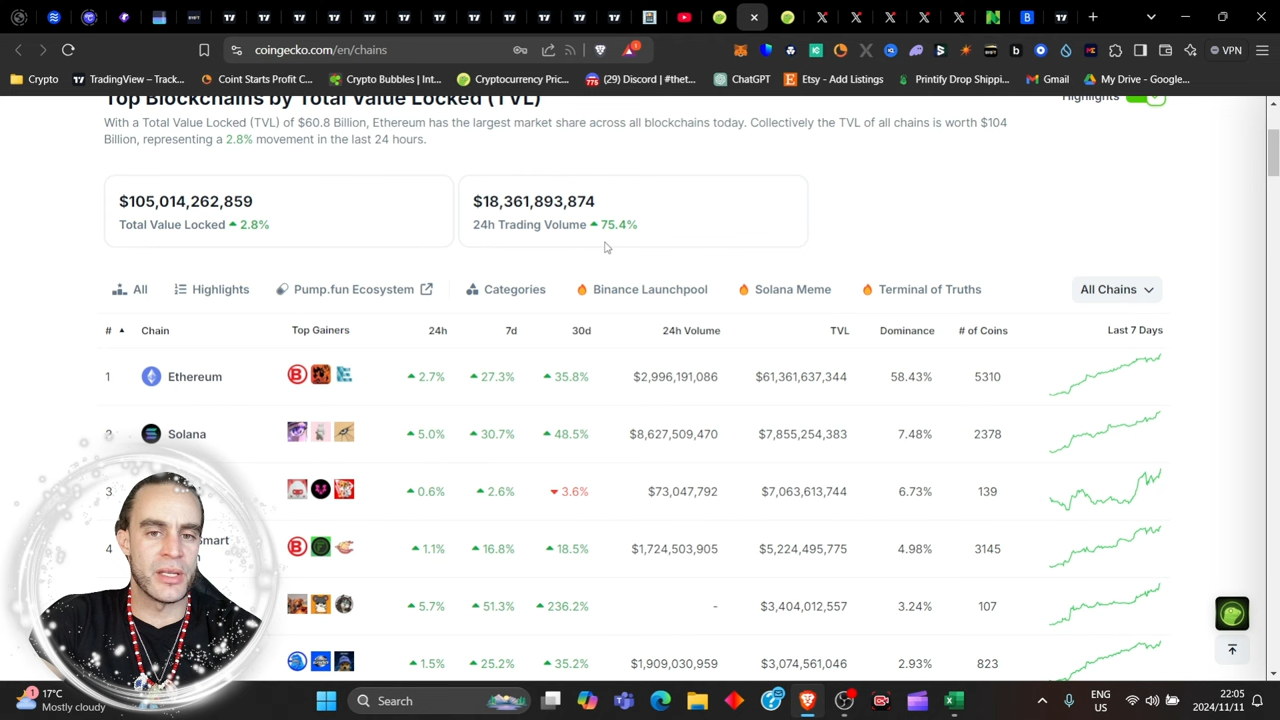 coingecko.com/en/chains
1
VPN
Crypto
TradingView – Track...
Coin Starts Profit C...
Crypto Bubbles | Int...
Cryptocurrency Pric...
(29) Discord | #thet...
ChatGPT
Etsy - Add Listings
Printify Drop Shippi...
Gmail
My Drive - Google...
Top Blockchains by Total Value Locked (TVL)
Highlights
With a Total Value Locked (TVL) of $60.8 Billion, Ethereum has the largest market share across all blockchains today. Collectively the TVL of all chains is worth $104
Billion, representing a 2.8% movement in the last 24 hours.
$105,014,262,859
Total Value Locked 2.8%
$18,361,893,874
24h Trading Volume 75.4%
All Highlights Pump.fun Ecosystem Categories Binance Launchpool Solana Meme Terminal of Truths All Chains
# Chain Top Gainers 24h 7d 30d 24h Volume TVL Dominance # of Coins Last 7 Days
1 Ethereum 2.7% 27.3% 35.8% $2,996,191,086 $61,361,637,344 58.43% 5310
2 Solana 5.0% 30.7% 48.5% $8,627,509,470 $7,855,254,383 7.48% 2378
3 0.6% 2.6% 3.6% $73,047,792 $7,063,613,744 6.73% 139
4 mart 1.1% 16.8% 18.5% $1,724,503,905 $5,224,495,775 4.98% 3145
5.7% 51.3% 236.2% - $3,404,012,557 3.24% 107
1.5% 25.2% 35.2% $1,909,030,959 $3,074,561,046 2.93% 823
1
17°C
Mostly cloudy
Search
ENG
US
22:05
2024/11/11